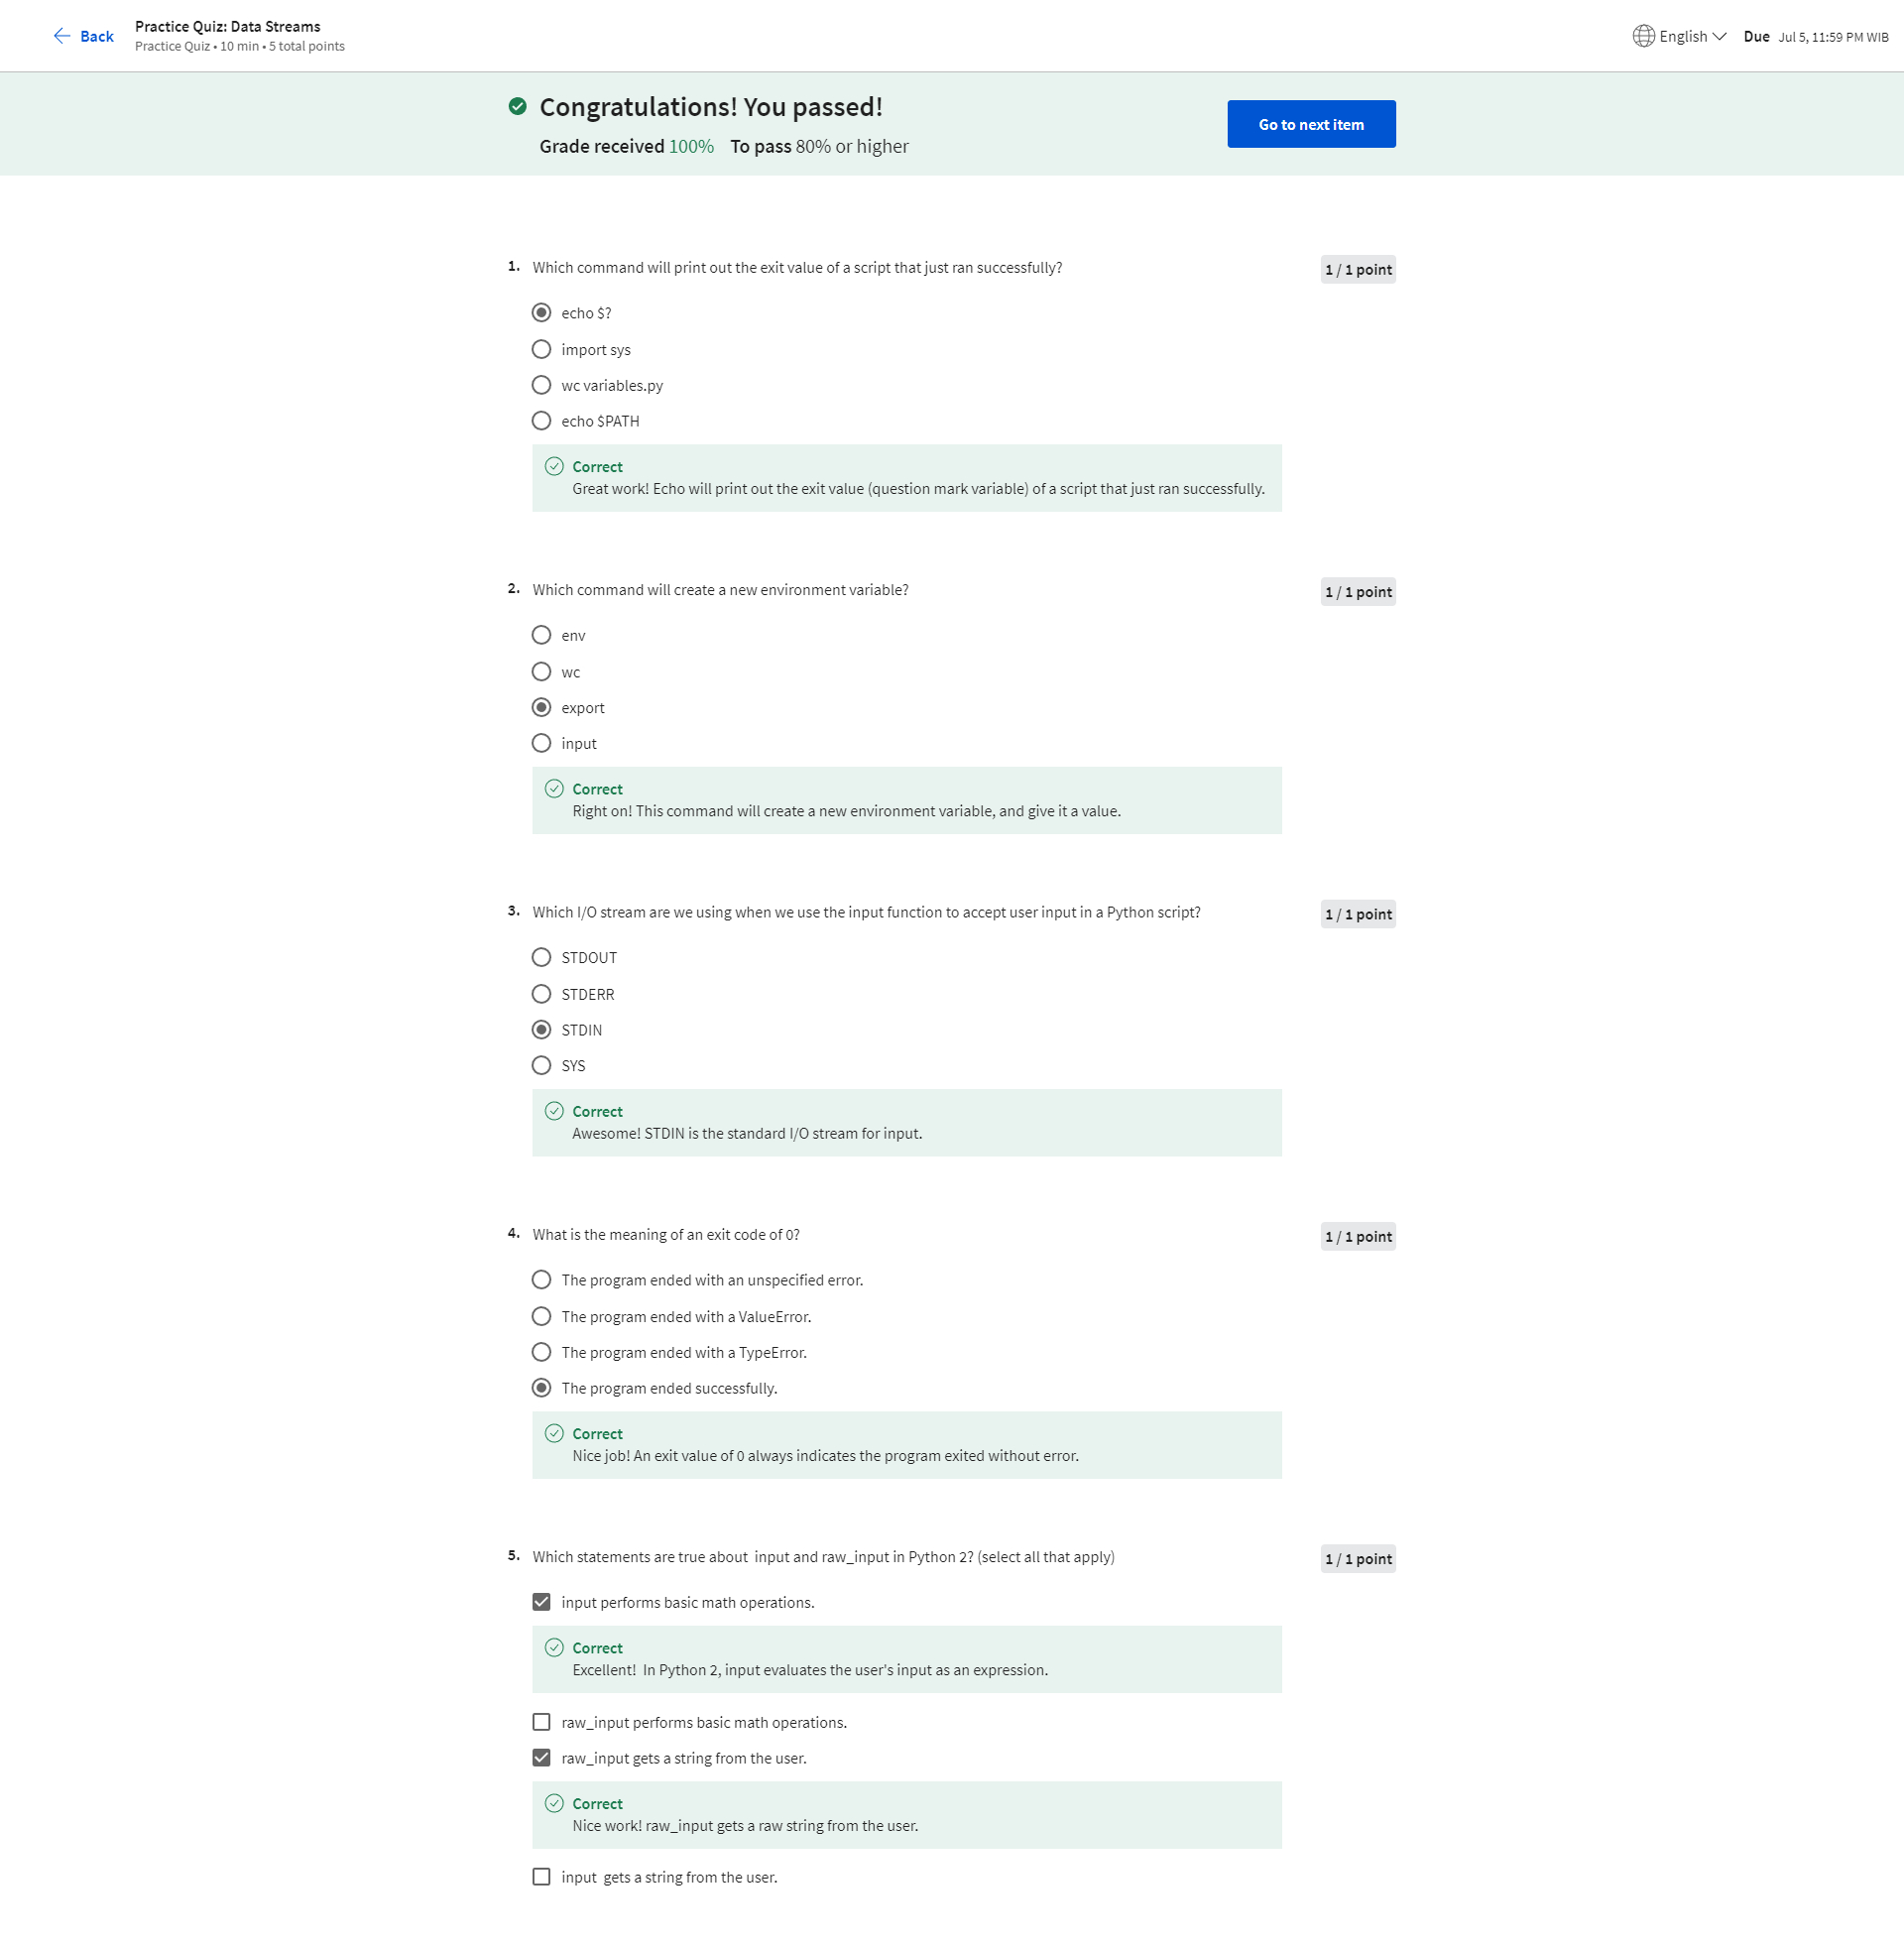 Back
Practice Quiz: Data Streams
Practice Quiz • 10 min • 5 total points
English
Due Jul 5, 11:59 PM WIB
Congratulations! You passed!
Grade received 100% To pass 80% or higher
Go to next item
1. Which command will print out the exit value of a script that just ran successfully?
1 / 1 point
echo $?
import sys
wc variables.py
echo $PATH
Correct
Great work! Echo will print out the exit value (question mark variable) of a script that just ran successfully.
2. Which command will create a new environment variable?
1 / 1 point
env
wc
export
input
Correct
Right on! This command will create a new environment variable, and give it a value.
3. Which I/O stream are we using when we use the input function to accept user input in a Python script?
1 / 1 point
STDOUT
STDERR
STDIN
SYS
Correct
Awesome! STDIN is the standard I/O stream for input.
4. What is the meaning of an exit code of 0?
1 / 1 point
The program ended with an unspecified error.
The program ended with a ValueError.
The program ended with a TypeError.
The program ended successfully.
Correct
Nice job! An exit value of 0 always indicates the program exited without error.
5. Which statements are true about input and raw_input in Python 2? (select all that apply)
1 / 1 point
input performs basic math operations.
Correct
Excellent! In Python 2, input evaluates the user's input as an expression.
raw_input performs basic math operations.
raw_input gets a string from the user.
Correct
Nice work! raw_input gets a raw string from the user.
input gets a string from the user.